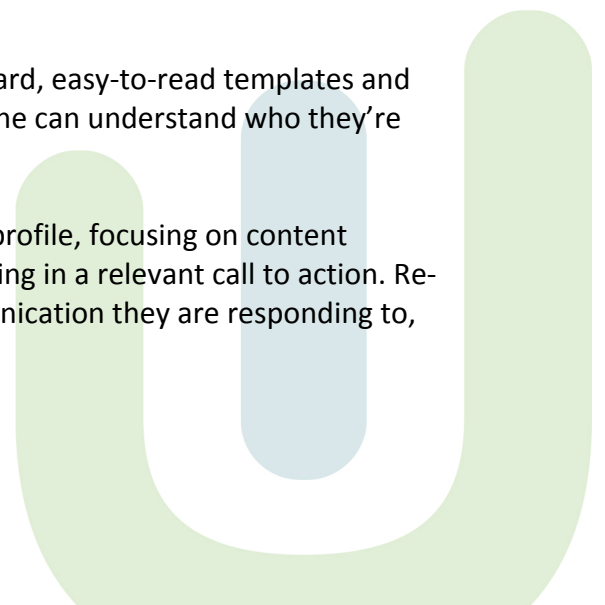 ard, easy-to-read templates and
ne can understand who they’re
profile, focusing on content
ing in a relevant call to action. Re-
nication they are responding to,